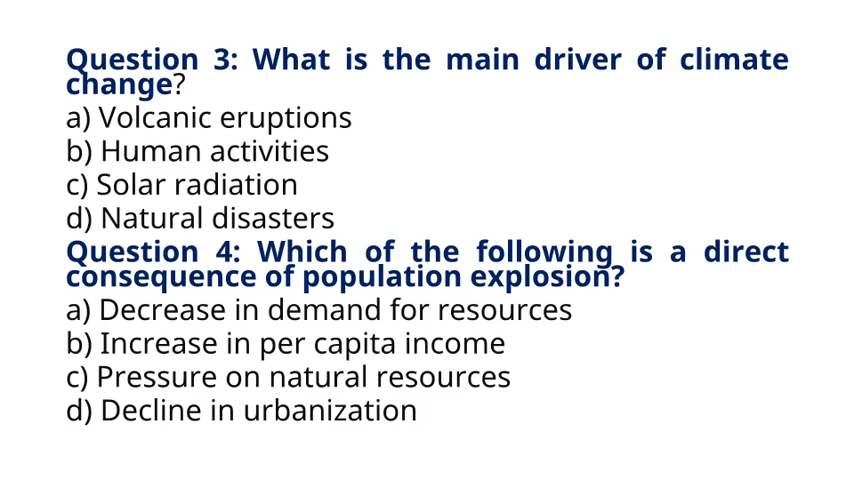 Question 3: What is the main driver of climate
change?
a) Volcanic eruptions
b) Human activities
c) Solar radiation
d) Natural disasters
Question 4: Which of the following is a direct
consequence of population explosion?
a) Decrease in demand for resources
b) Increase in per capita income
c) Pressure on natural resources
d) Decline in urbanization